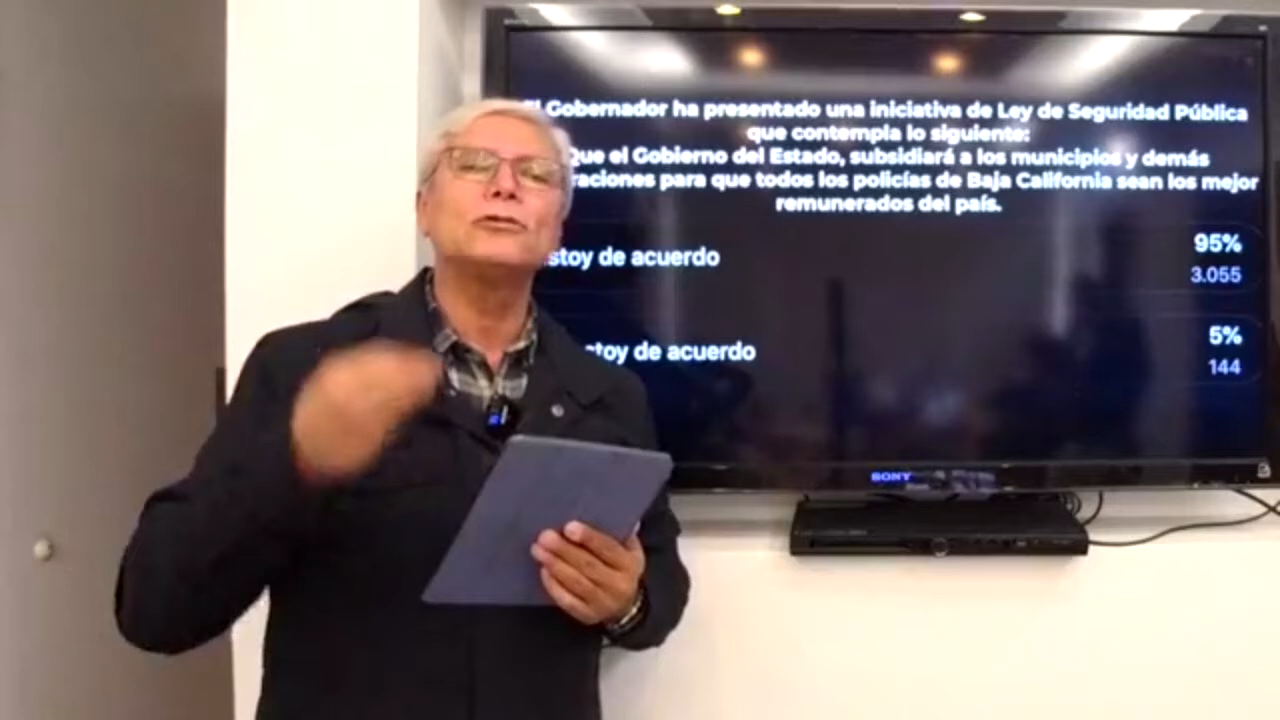 El Gobernador ha presentado una iniciativa de Ley de Seguridad Pública
que contempla lo siguiente:
Que el Gobierno del Estado, subsidiará a los municipios y demás
para que todos los policías de Baja California sean los mejor
remunerados del país.
95%
stoy de acuerdo
3.055
5%
stoy de acuerdo
144
SONY